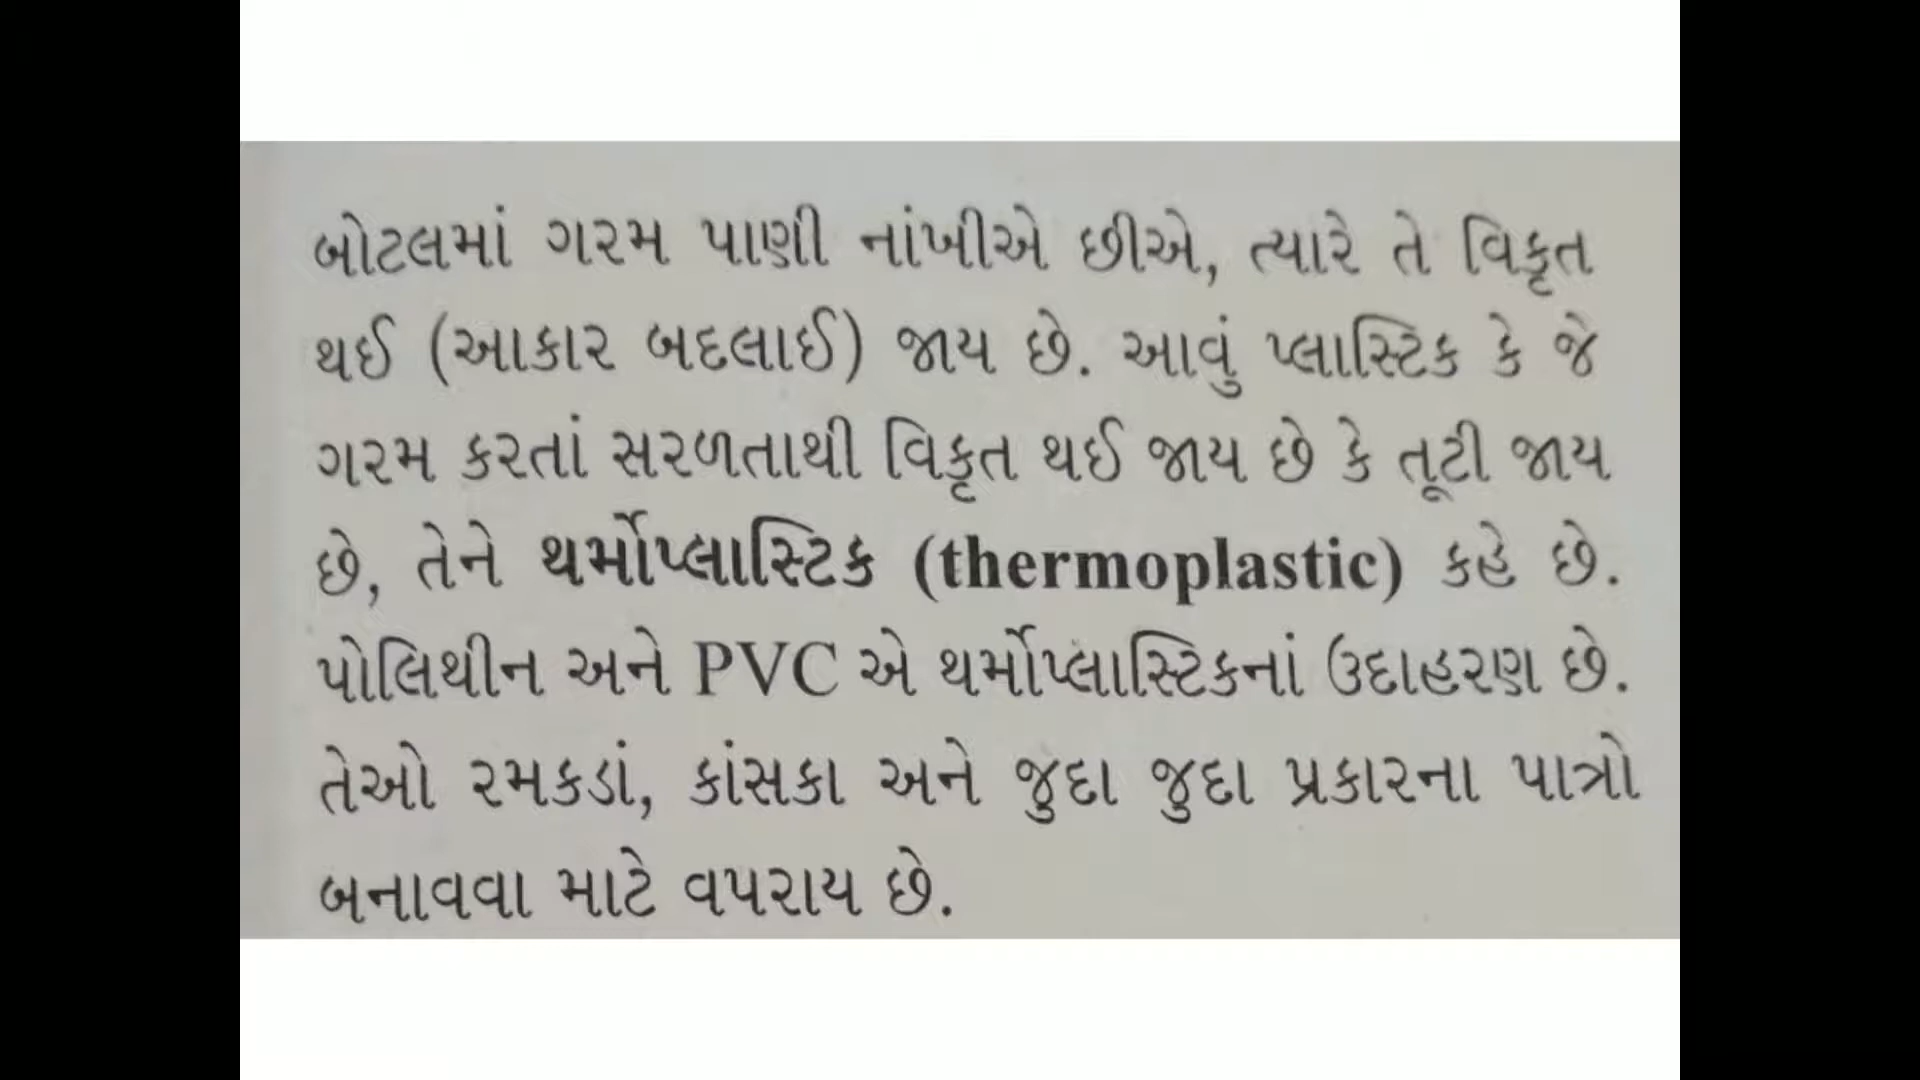 બોટલમાં ગરમ પાણી નાંખીએ છીએ, ત્યારે તે વિકૃત
થઈ (આકાર બદલાઈ) જાય છે. આવું પ્લાસ્ટિક કે જે
ગરમ કરતાં સરળતાથી વિકૃત થઈ જાય છે કે તૂટી જાય
છે, તેને થર્મોપ્લાસ્ટિક (thermoplastic) કહે છે.
પોલિથીન અને PVC એ થર્મોપ્લાસ્ટિકનાં ઉદાહરણ છે.
તેઓ રમકડાં, કાંસકા અને જુદા જુદા પ્રકારના પાત્રો
બનાવવા માટે વપરાય છે.